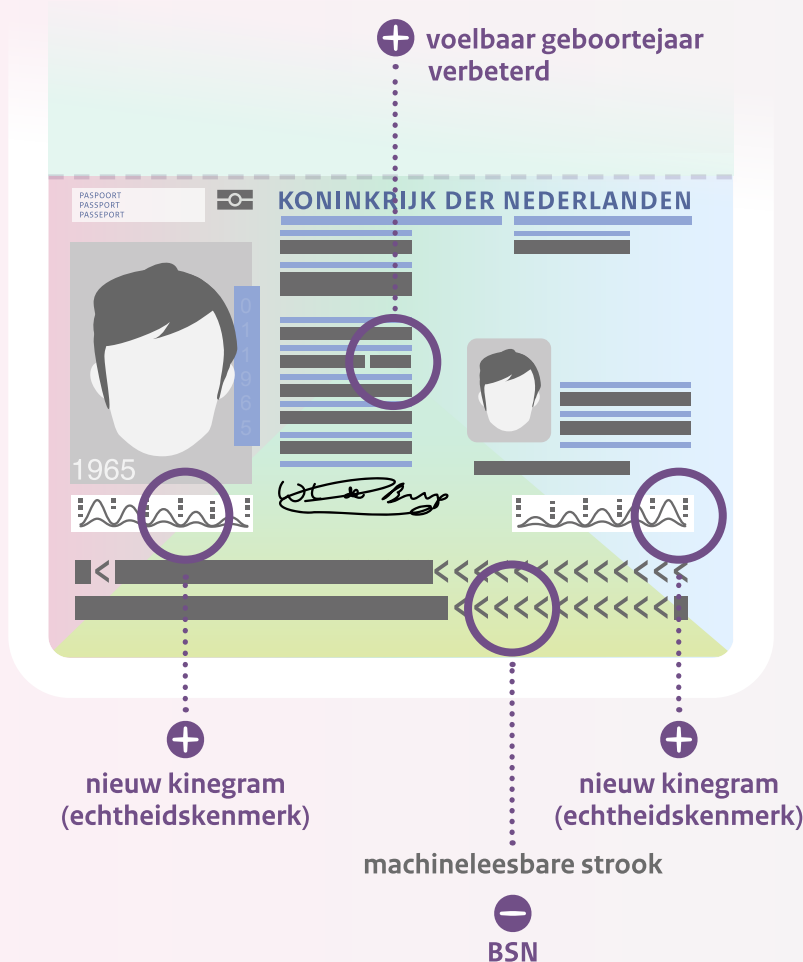 voelbaar geboortejaar
verbeterd
PASPOORT
PASSPORT
PASSEPORT
KONINKRIJK DER NEDERLANDEN
0
1
1
9
6
5
1965
<
<<<<<<<<<<<<<
<<<<<<<<<<<
nieuw kinegram
(echtheidskenmerk)
nieuw kinegram
(echtheidskenmerk)
machineleesbare strook
BSN